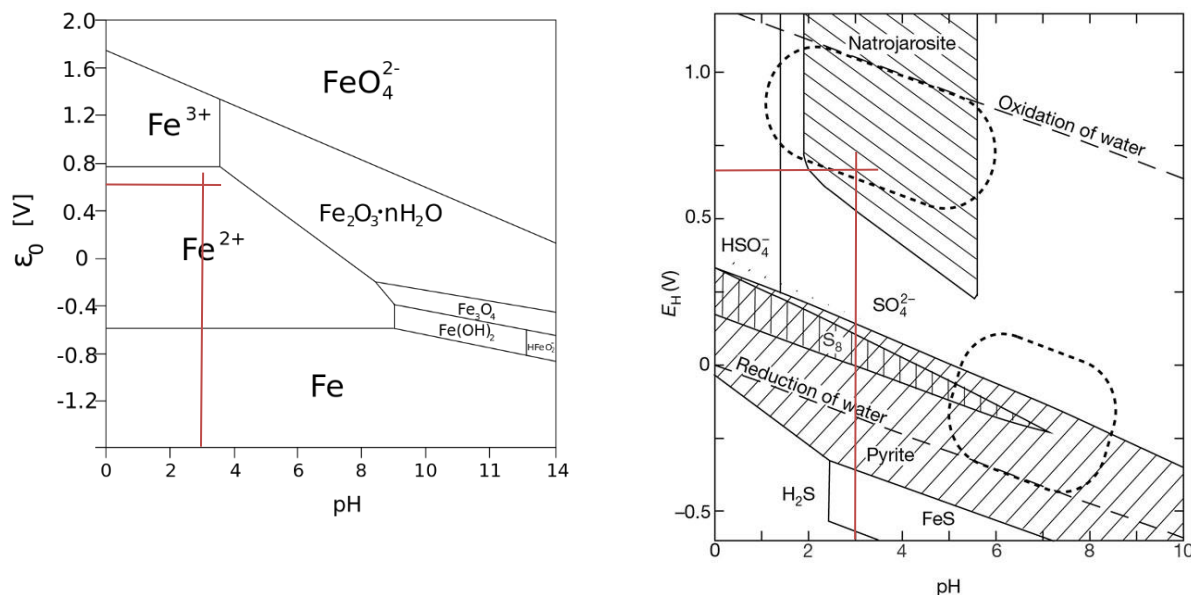 2.0
1.6
1.2
0.8
0.4
0
-0.4
-0.8
-1.2
ε₀ [V]
FeO₄²⁻
Fe³⁺
Fe₂O₃•nH₂O
Fe²⁺
Fe₃O₄
Fe(OH)₂
HFeO₂⁻
Fe
0 2 4 6 8 10 11 14
pH
1.0
0.5
0
–0.5
E_H (V)
Natrojarosite
Oxidation of water
HSO₄⁻
SO₄²⁻
S₈
Reduction of water
Pyrite
H₂S
FeS
0 2 4 6 8 10
pH